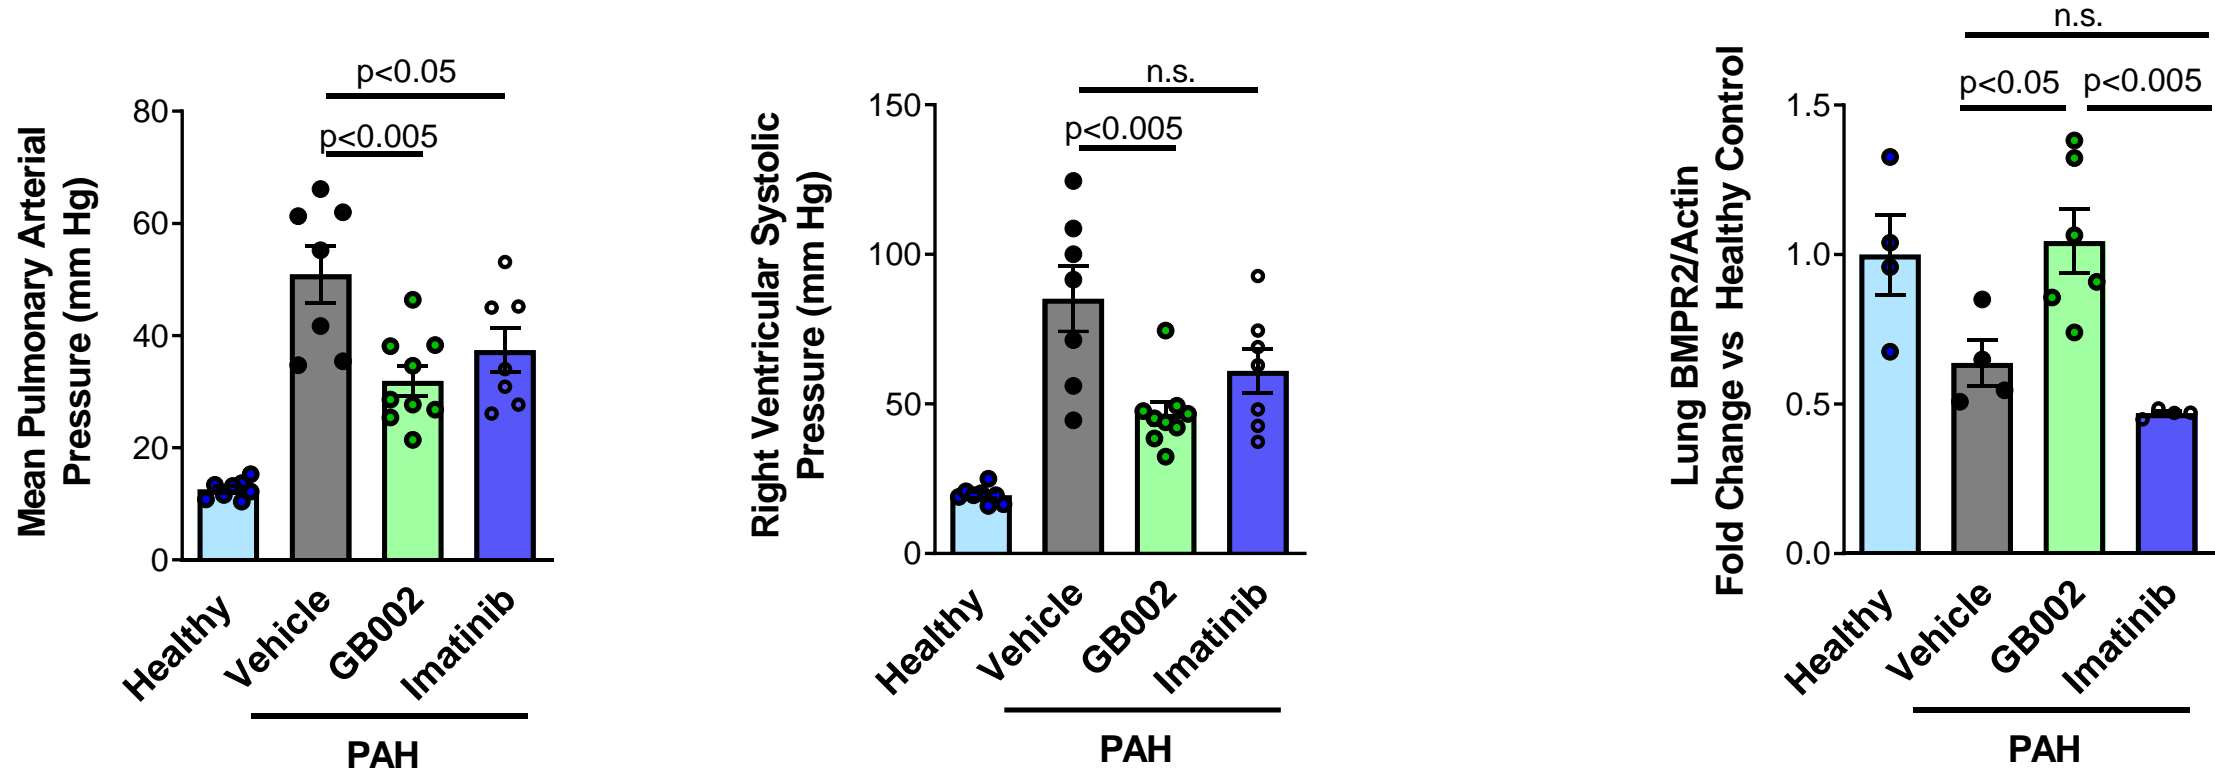 Mean Pulmonary Arterial
Pressure (mm Hg)
80
60
40
20
0
p<0.05
p<0.005
Healthy
Vehicle
GB002
Imatinib
PAH
Right Ventricular Systolic
Pressure (mm Hg)
150
100
50
0
n.s.
p<0.005
Healthy
Vehicle
GB002
Imatinib
PAH
Lung BMPR2/Actin
Fold Change vs Healthy Control
1.5
1.0
0.5
0.0
n.s.
p<0.05
p<0.005
Healthy
Vehicle
GB002
Imatinib
PAH